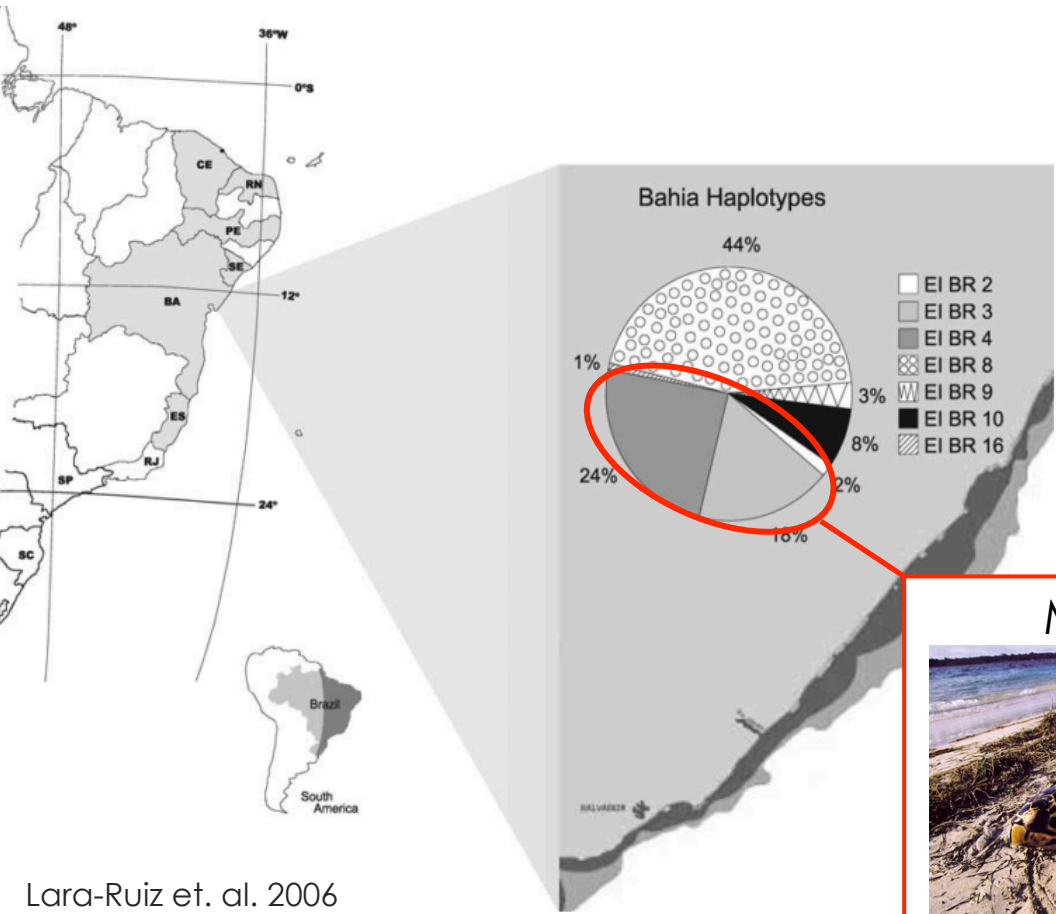 48°
36°W
0°S
CE
RN
PE
SE
BA
12°
ES
RJ
SP
24°
SC
Brazil
South
America
Bahia Haplotypes
44%
1%
3%
8%
2%
24%
18%
EI BR 2
EI BR 3
EI BR 4
EI BR 8
EI BR 9
EI BR 10
EI BR 16
SALVADOR
Lara-Ruiz et. al. 2006